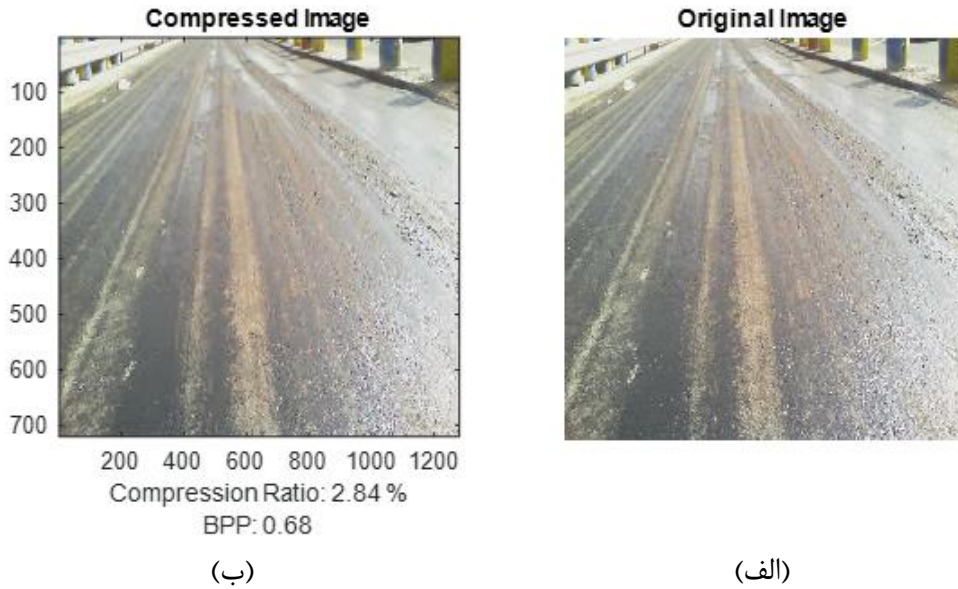 Compressed Image
Original Image
100
200
300
400
500
600
700
200 400 600 800 1000 1200
Compression Ratio: 2.84 %
BPP: 0.68
(ب)
(الف)